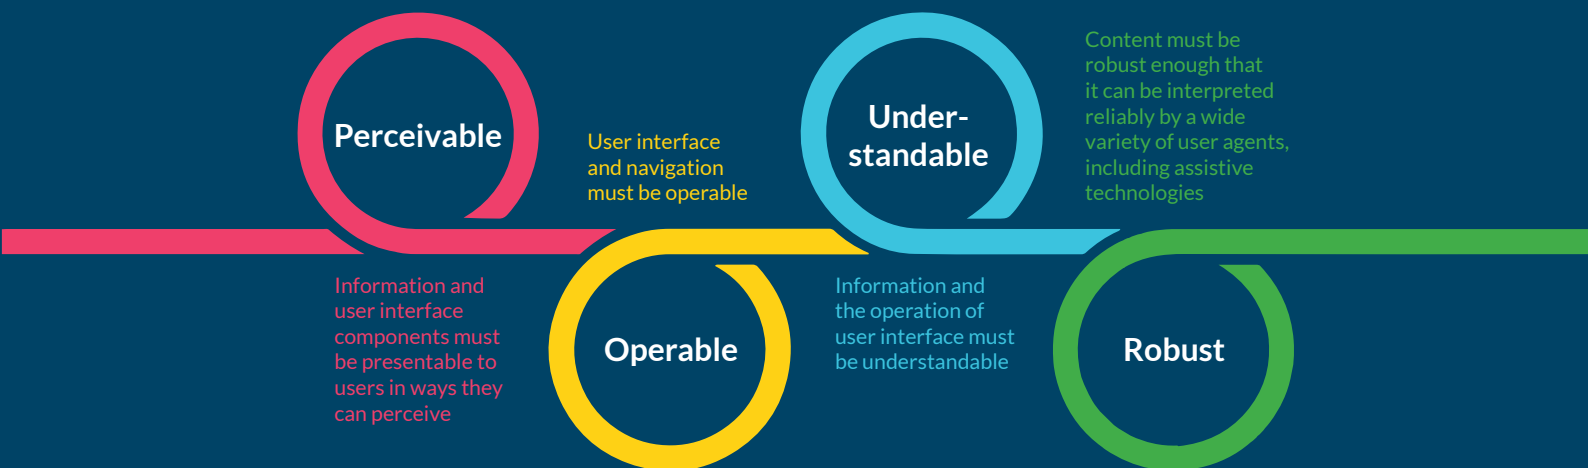 Perceivable
Information and
user interface
components must
be presentable to
users in ways they
can perceive
User interface
and navigation
must be operable
Operable
Under-
standable
Information and
the operation of
user interface must
be understandable
Content must be
robust enough that
it can be interpreted
reliably by a wide
variety of user agents,
including assistive
technologies
Robust